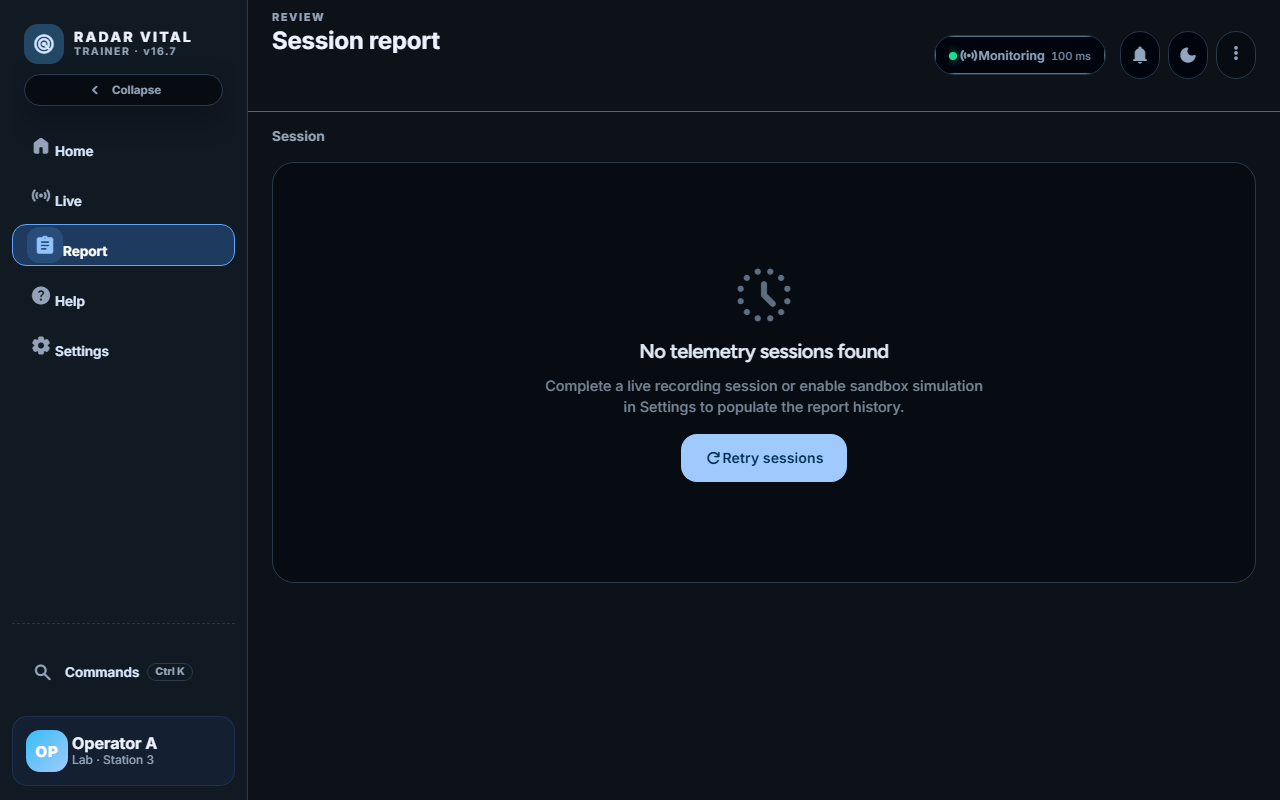 RADAR VITAL
TRAINER · v16.7
Collapse
Home
Live
Report
Help
Settings
Commands Ctrl K
OP
Operator A
Lab · Station 3
REVIEW
Session report
Monitoring 100 ms
Session
No telemetry sessions found
Complete a live recording session or enable sandbox simulation
in Settings to populate the report history.
Retry sessions